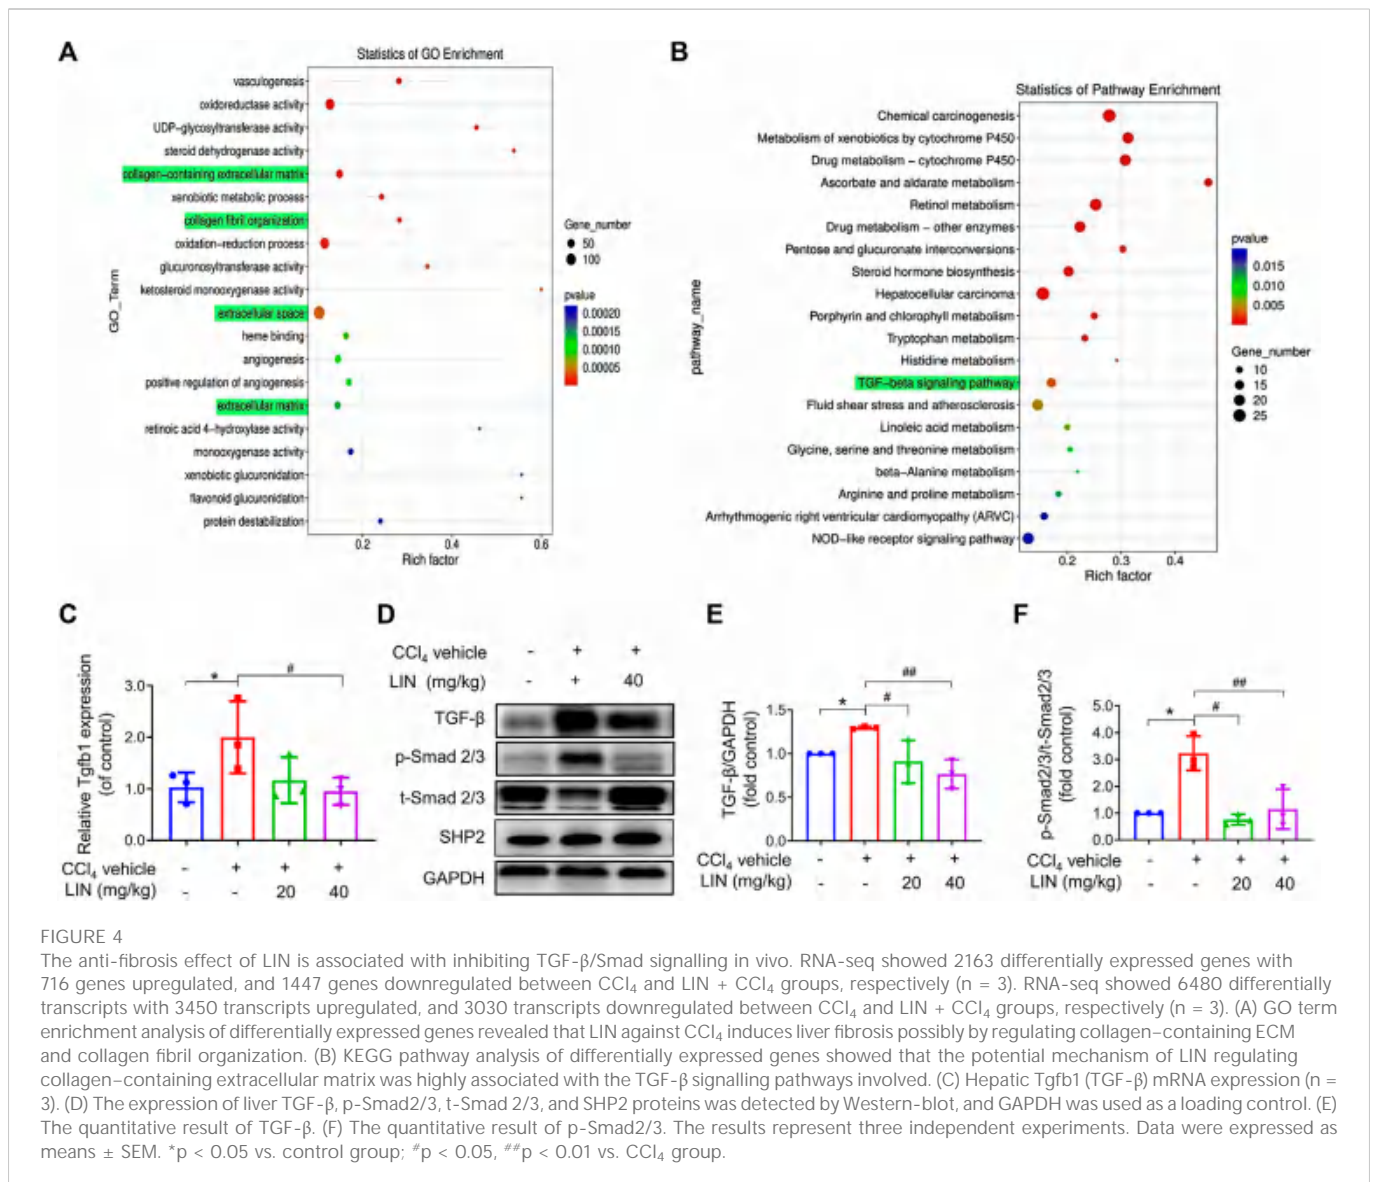 A
Statistics of GO Enrichment
vasculogenesis
oxidoreductase activity
UDP−glycosyltransferase activity
steroid dehydrogenase activity
collagen−containing extracellular matrix
xenobiotic metabolic process
collagen fibril organization
oxidation−reduction process
glucuronosyltransferase activity
ketosteroid monooxygenase activity
extracellular space
heme binding
angiogenesis
positive regulation of angiogenesis
extracellular matrix
retinoic acid 4−hydroxylase activity
monooxygenase activity
xenobiotic glucuronidation
flavonoid glucuronidation
protein destabilization
GO_Term
0.2 0.4 0.6
Rich factor
Gene_number
50
100
pvalue
0.00020
0.00015
0.00010
0.00005
B
Statistics of Pathway Enrichment
Chemical carcinogenesis
Metabolism of xenobiotics by cytochrome P450
Drug metabolism − cytochrome P450
Ascorbate and aldarate metabolism
Retinol metabolism
Drug metabolism − other enzymes
Pentose and glucuronate interconversions
Steroid hormone biosynthesis
Hepatocellular carcinoma
Porphyrin and chlorophyll metabolism
Tryptophan metabolism
Histidine metabolism
TGF−beta signaling pathway
Fluid shear stress and atherosclerosis
Linoleic acid metabolism
Glycine, serine and threonine metabolism
beta−Alanine metabolism
Arginine and proline metabolism
Arrhythmogenic right ventricular cardiomyopathy (ARVC)
NOD−like receptor signaling pathway
pathway_name
0.2 0.3 0.4
Rich factor
pvalue
0.015
0.010
0.005
Gene_number
10
15
20
25
C
Relative Tgfb1 expression
(of control)
3.0
2.0
1.0
0.0
* #
CCl4 vehicle - + + +
LIN (mg/kg) - - 20 40
D
CCl4 vehicle - + +
LIN (mg/kg) - + 40
TGF-β
p-Smad 2/3
t-Smad 2/3
SHP2
GAPDH
E
TGF-β/GAPDH
(fold control)
1.5
1.0
0.5
0.0
* # ##
CCl4 vehicle - + + +
LIN (mg/kg) - - 20 40
F
p-Smad2/3/t-Smad2/3
(fold control)
5.0
4.0
3.0
2.0
1.0
0.0
* # ##
CCl4 vehicle - + + +
LIN (mg/kg) - - 20 40
FIGURE 4
The anti-fibrosis effect of LIN is associated with inhibiting TGF-β/Smad signalling in vivo. RNA-seq showed 2163 differentially expressed genes with
716 genes upregulated, and 1447 genes downregulated between CCl4 and LIN + CCl4 groups, respectively (n = 3). RNA-seq showed 6480 differentially
transcripts with 3450 transcripts upregulated, and 3030 transcripts downregulated between CCl4 and LIN + CCl4 groups, respectively (n = 3). (A) GO term
enrichment analysis of differentially expressed genes revealed that LIN against CCl4 induces liver fibrosis possibly by regulating collagen–containing ECM
and collagen fibril organization. (B) KEGG pathway analysis of differentially expressed genes showed that the potential mechanism of LIN regulating
collagen–containing extracellular matrix was highly associated with the TGF-β signalling pathways involved. (C) Hepatic Tgfb1 (TGF-β) mRNA expression (n =
3). (D) The expression of liver TGF-β, p-Smad2/3, t-Smad 2/3, and SHP2 proteins was detected by Western-blot, and GAPDH was used as a loading control. (E)
The quantitative result of TGF-β. (F) The quantitative result of p-Smad2/3. The results represent three independent experiments. Data were expressed as
means ± SEM. *p < 0.05 vs. control group; #p < 0.05, ##p < 0.01 vs. CCl4 group.